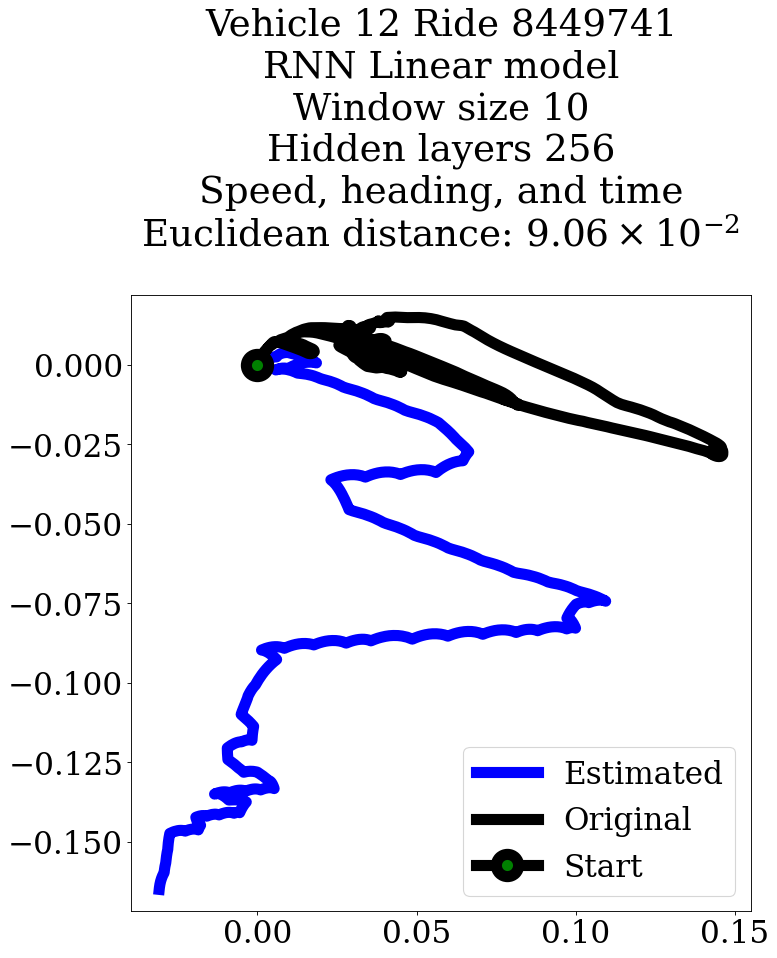 Vehicle 12 Ride 8449741
RNN Linear model
Window size 10
Hidden layers 256
Speed, heading, and time
Euclidean distance: 9.06 × 10⁻²
0.000
−0.025
−0.050
−0.075
−0.100
−0.125
−0.150
Estimated
Original
Start
0.00 0.05 0.10 0.15